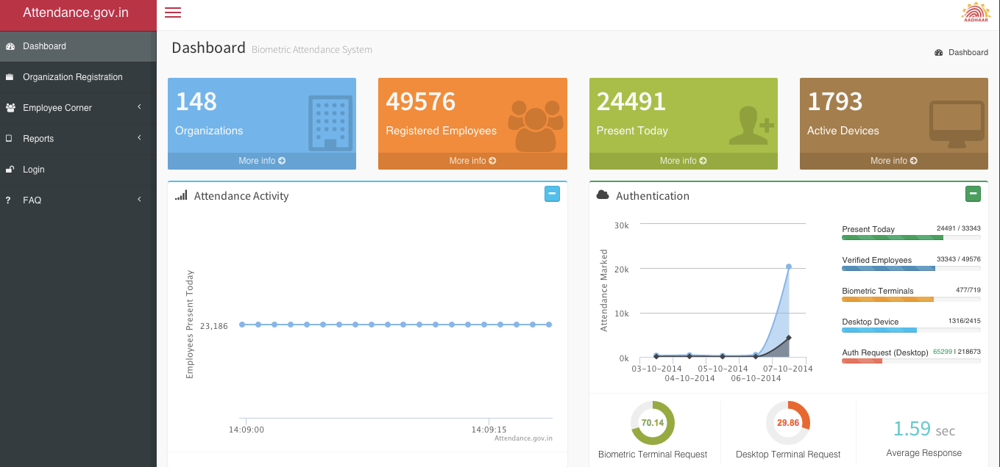 Attendance.gov.in
AADHAAR
Dashboard
Organization Registration
Employee Corner
Reports
Login
? FAQ
Dashboard Biometric Attendance System
Dashboard
148
Organizations
More info
49576
Registered Employees
More info
24491
Present Today
More info
1793
Active Devices
More info
Attendance Activity
Employees Present Today
23,186
14:09:00 14:09:15
Attendance.gov.in
Authentication
Attendance Marked
30k
20k
10k
0k
03-10-2014 05-10-2014 07-10-2014
04-10-2014 06-10-2014
Present Today 24491 / 33343
Verified Employees 33343 / 49576
Biometric Terminals 477/719
Desktop Device 1316/2415
Auth Request (Desktop) 65299 | 218673
70.14
Biometric Terminal Request
29.86
Desktop Terminal Request
1.59 sec
Average Response